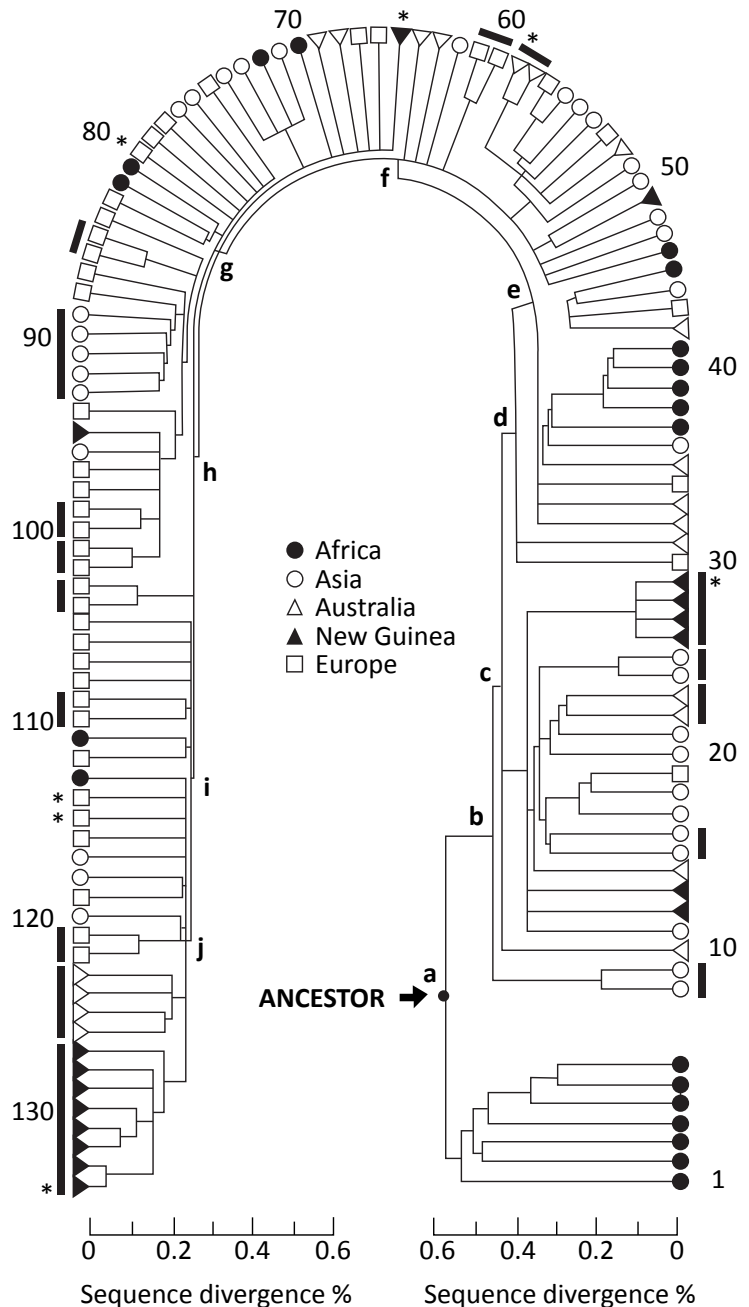 70
*
60
*
80
*
50
f
g
e
90
40
d
h
100
30
*
Africa
Asia
Australia
New Guinea
Europe
c
110
20
i
*
*
b
120
10
j
a
ANCESTOR
130
*
1
0 0.2 0.4 0.6
0.6 0.4 0.2 0
Sequence divergence %
Sequence divergence %